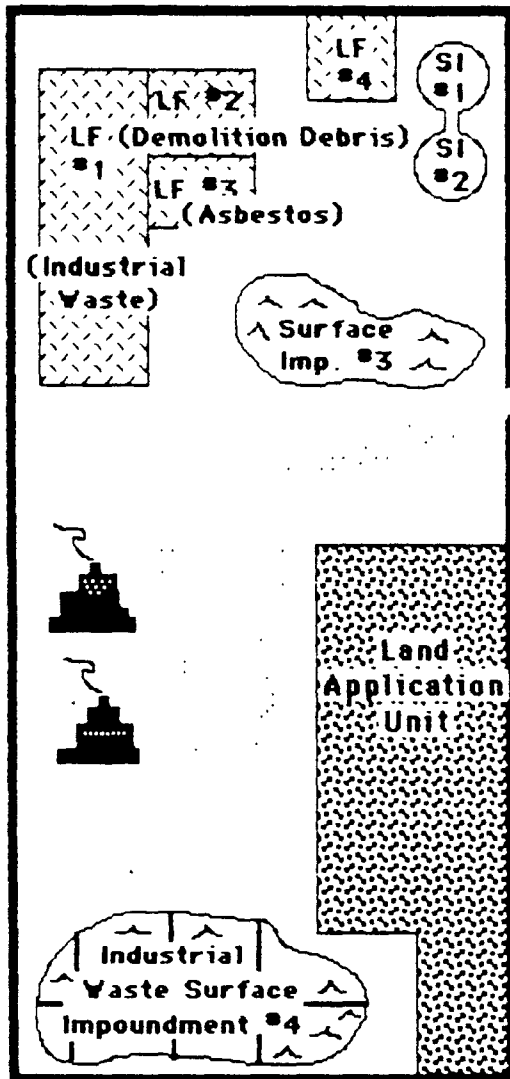 LF
#4
SI
#1
SI
#2
LF #2
LF (Demolition Debris)
#1
LF #3
(Asbestos)
(Industrial
Waste)
Surface
Imp. #3
Land
Application
Unit
Industrial
Waste Surface
Impoundment #4